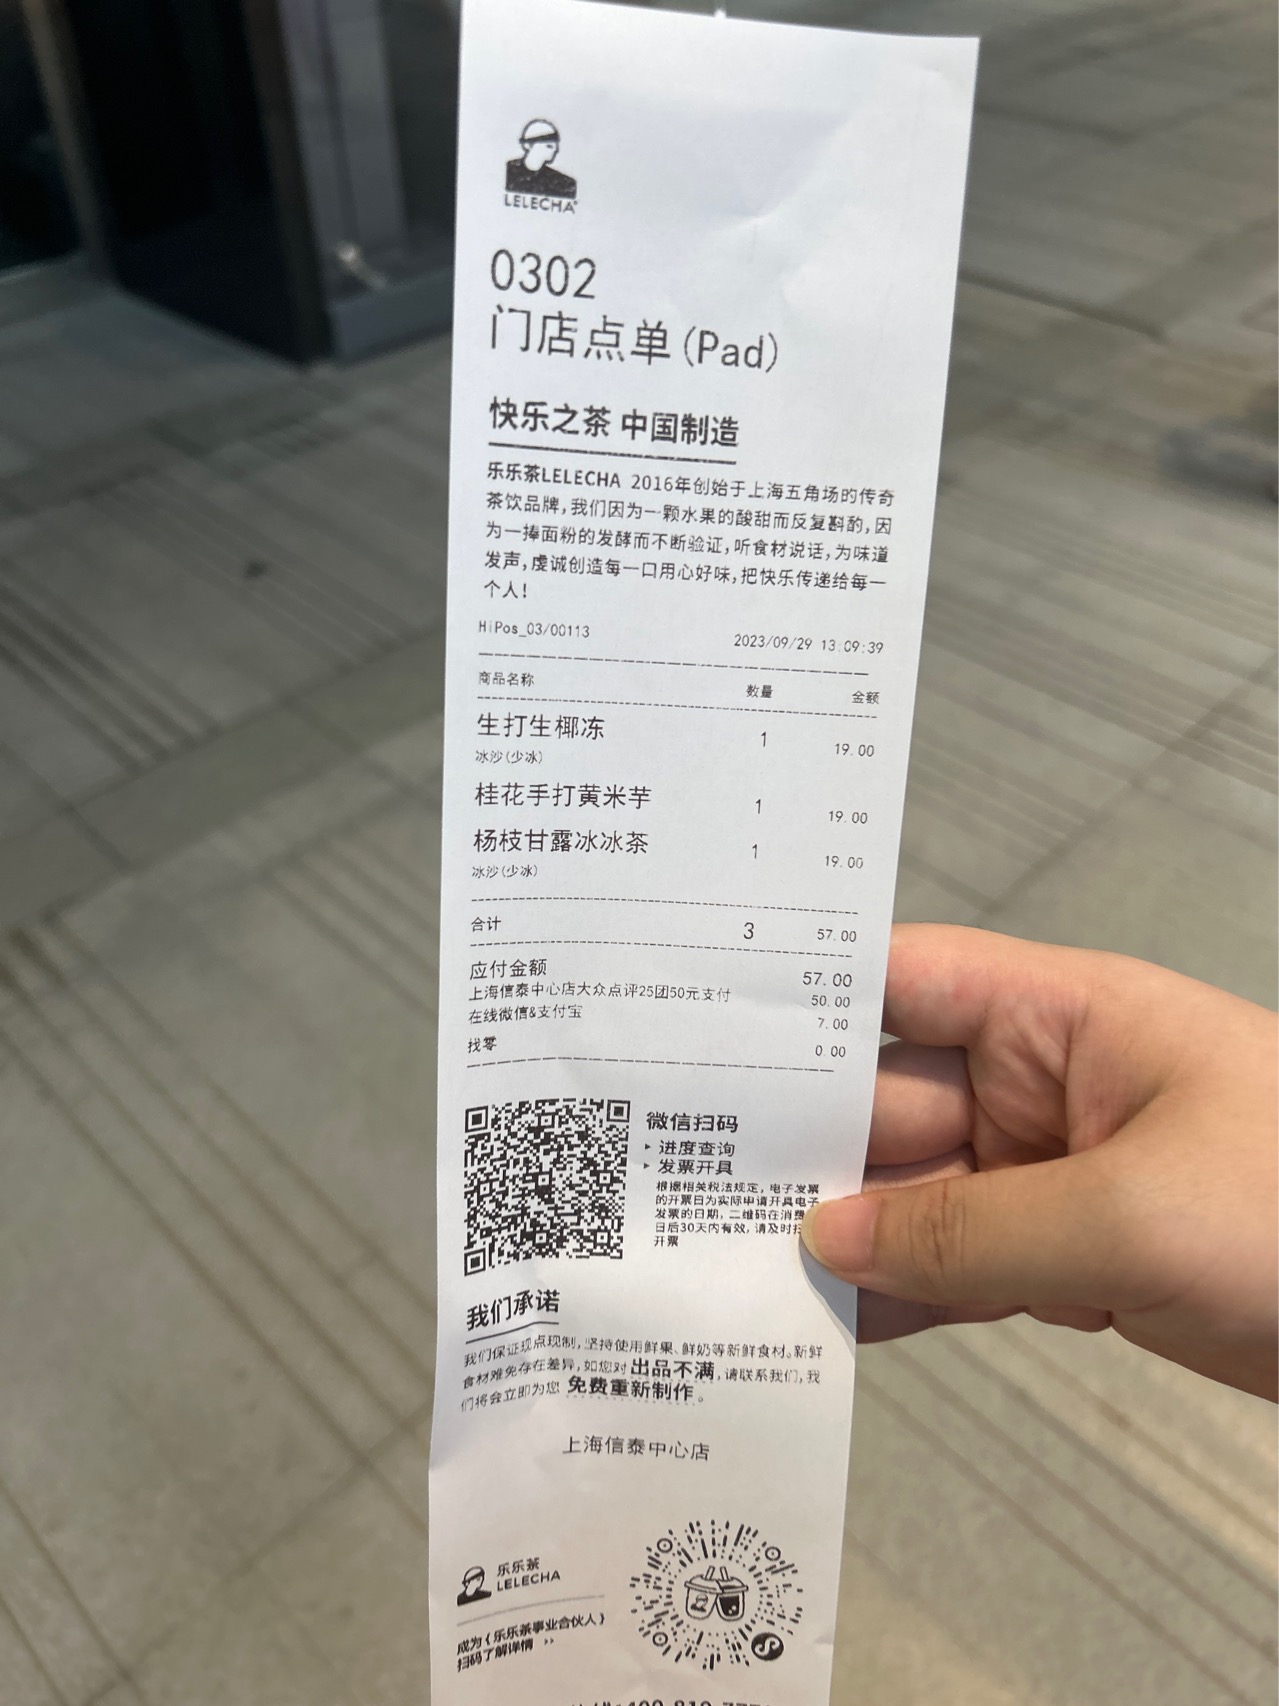 LELECHA
0302
门店点单(Pad)
快乐之茶 中国制造
乐乐茶LELECHA 2016年创始于上海五角场的传奇
茶饮品牌,我们因为一颗水果的酸甜而反复斟酌,因
为一捧面粉的发酵而不断验证,听食材说话,为味道
发声,虔诚创造每一口用心好味,把快乐传递给每一
个人!
HiPos_03/00113 2023/09/29 13:09:39
商品名称 数量 金额
生打生椰冻 1 19.00
冰沙(少冰)
桂花手打黄米芋 1 19.00
杨枝甘露冰冰茶 1 19.00
冰沙(少冰)
合计 3 57.00
应付金额 57.00
上海信泰中心店大众点评25团50元支付 50.00
在线微信&支付宝 7.00
找零 0.00
微信扫码
▸ 进度查询
▸ 发票开具
根据相关税法规定,电子发票
的开票日为实际申请开具电子
发票的日期,二维码在消费
日后30天内有效,请及时扫
开票
我们承诺
我们保证现点现制,坚持使用鲜果、鲜奶等新鲜食材。新鲜
食材难免存在差异,如您对 出品不满,请联系我们,我
们将会立即为您 免费重新制作。
上海信泰中心店
乐乐茶
LELECHA
成为《乐乐茶事业合伙人》
扫码了解详情 ››